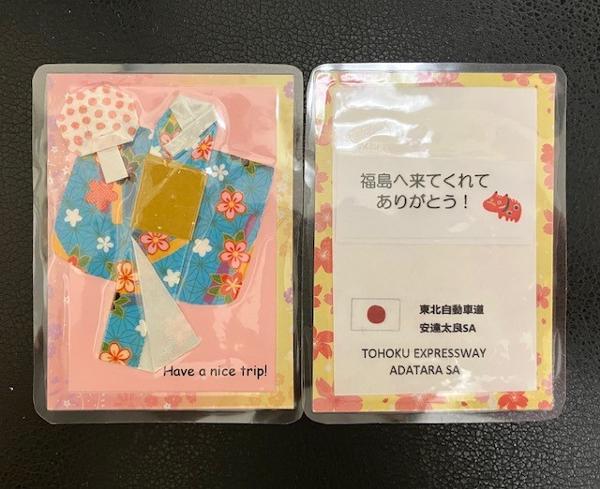 Have a nice trip!
福島へ来てくれて
ありがとう！
東北自動車道
安達太良SA
TOHOKU EXPRESSWAY
ADATARA SA